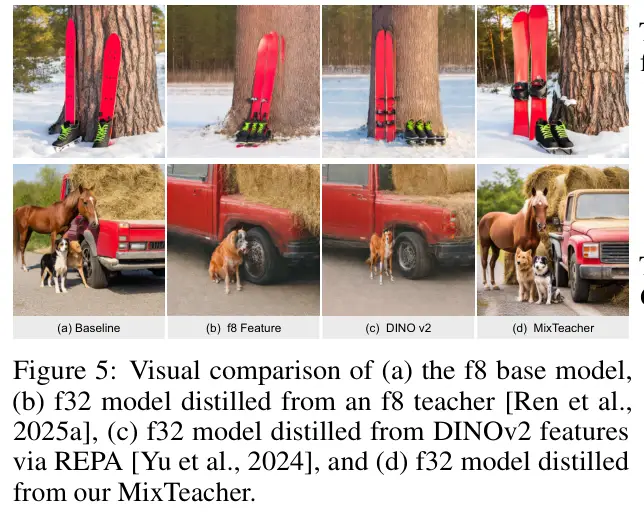 (a) Baseline
(b) f8 Feature
(c) DINO v2
(d) MixTeacher
Figure 5: Visual comparison of (a) the f8 base model,
(b) f32 model distilled from an f8 teacher [Ren et al.,
2025a], (c) f32 model distilled from DINOv2 features
via REPA [Yu et al., 2024], and (d) f32 model distilled
from our MixTeacher.